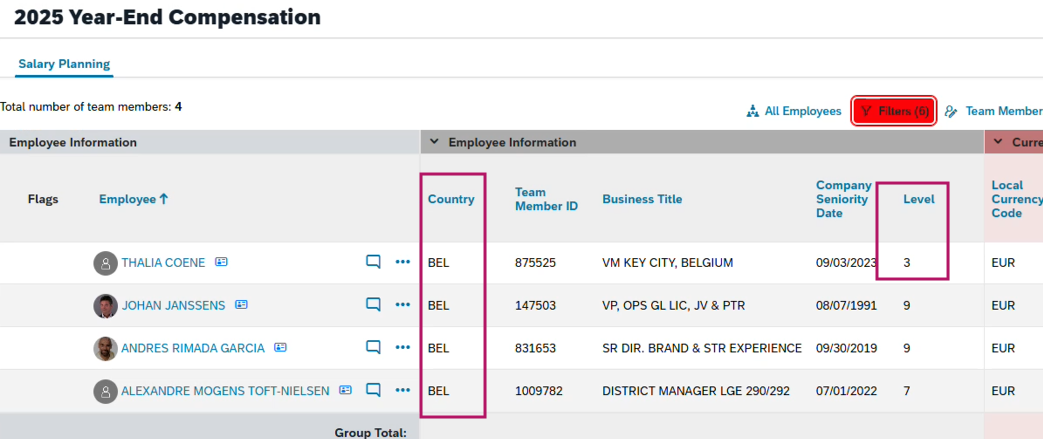 2025 Year-End Compensation
Salary Planning
Total number of team members: 4
All Employees Filters (6) Team Member
Employee Information Employee Information Curre
Flags Employee Country Team Member ID Business Title Company Seniority Date Level Local Currency Code
THALIA COENE BEL 875525 VM KEY CITY, BELGIUM 09/03/2023 3 EUR
JOHAN JANSSENS BEL 147503 VP, OPS GL LIC, JV & PTR 08/07/1991 9 EUR
ANDRES RIMADA GARCIA BEL 831653 SR DIR. BRAND & STR EXPERIENCE 09/30/2019 9 EUR
ALEXANDRE MOGENS TOFT-NIELSEN BEL 1009782 DISTRICT MANAGER LGE 290/292 07/01/2022 7 EUR
Group Total: